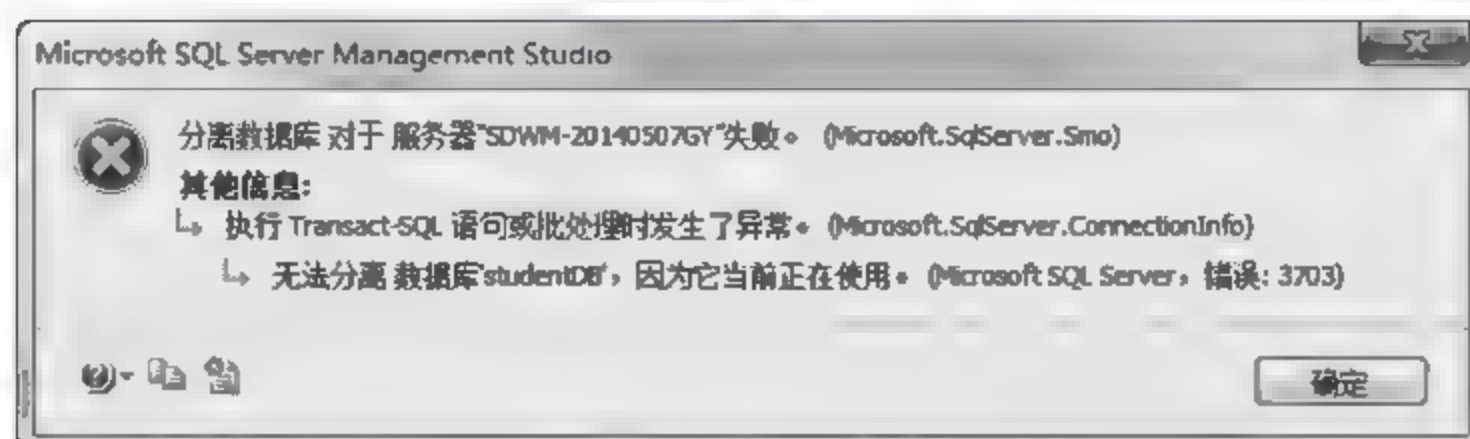 Microsoft SQL Server Management Studio
分离数据库 对于 服务器"SDWM-20140507GY"失败。 (Microsoft.SqlServer.Smo)
其他信息:
执行 Transact-SQL 语句或批处理时发生了异常。 (Microsoft.SqlServer.ConnectionInfo)
无法分离 数据库'studentDB'，因为它当前正在使用。 (Microsoft SQL Server，错误: 3703)
确定